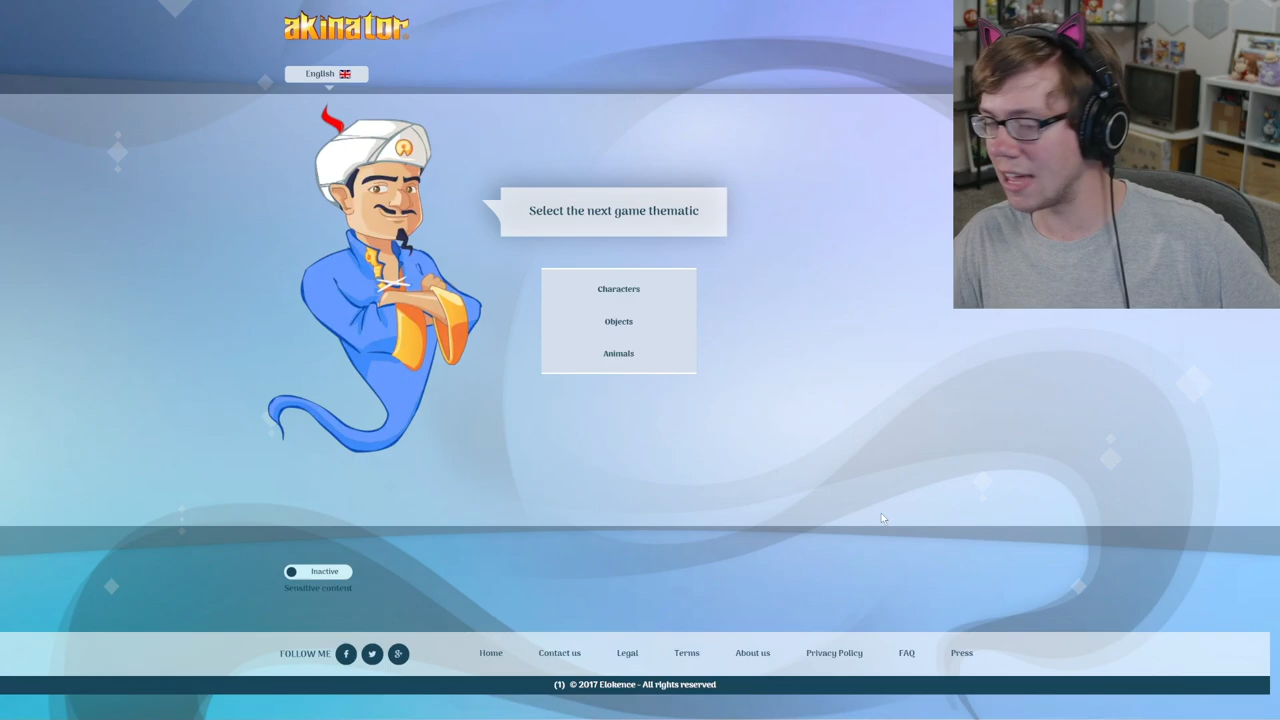 akinator
English
Select the next game thematic
Characters
Objects
Animals
Inactive
Sensitive content
FOLLOW ME
Home
Contact us
Legal
Terms
About us
Privacy Policy
FAQ
Press
(1) © 2017 Elokence - All rights reserved